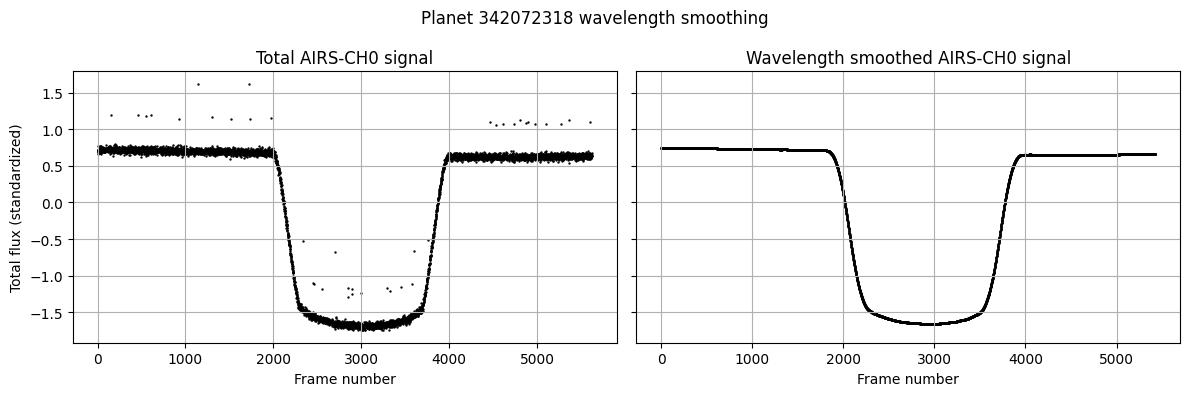 Planet 342072318 wavelength smoothing
Total AIRS-CH0 signal
Wavelength smoothed AIRS-CH0 signal
Total flux (standardized)
1.5
1.0
0.5
0.0
−0.5
−1.0
−1.5
0 1000 2000 3000 4000 5000
0 1000 2000 3000 4000 5000
Frame number
Frame number